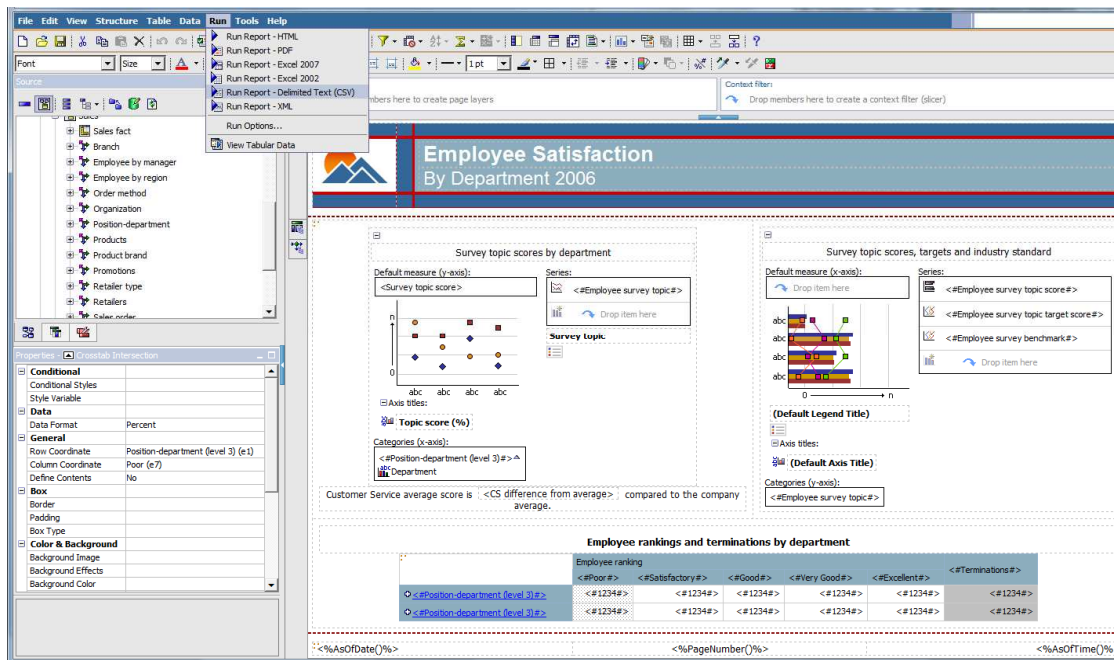 File Edit View Structure Table Data Run Tools Help
Run Report - HTML
Run Report - PDF
Run Report - Excel 2007
Run Report - Excel 2002
Run Report - Delimited Text (CSV)
Run Report - XML
Run Options...
View Tabular Data
Font Size 1 pt
Source
Context filter:
mbers here to create page layers
Drop members here to create a context filter (slicer)
Sales
Sales fact
Branch
Employee by manager
Employee by region
Order method
Organization
Position-department
Products
Product brand
Promotions
Retailer type
Retailers
Sales order
Properties - Crosstab Intersection
Conditional
Conditional Styles
Style Variable
Data
Data Format Percent
General
Row Coordinate Position-department (level 3) (e1)
Column Coordinate Poor (e7)
Define Contents No
Box
Border
Padding
Box Type
Color & Background
Background Image
Background Effects
Background Color
Employee Satisfaction
By Department 2006
Survey topic scores by department
Default measure (y-axis):
<Survey topic score>
Series:
<#Employee survey topic#>
Drop item here
Survey topic
n
0
abc abc abc abc
Axis titles:
Topic score (%)
Categories (x-axis):
<#Position-department (level 3)#>
Department
Customer Service average score is <CS difference from average> compared to the company
average.
Survey topic scores, targets and industry standard
Default measure (x-axis):
Drop item here
Series:
<#Employee survey topic score#>
<#Employee survey topic target score#>
<#Employee survey benchmark#>
Drop item here
abc
abc
abc
abc
0 n
(Default Legend Title)
Axis titles:
(Default Axis Title)
Categories (y-axis):
<#Employee survey topic#>
Employee rankings and terminations by department
Employee ranking <#Terminations#>
<#Poor#> <#Satisfactory#> <#Good#> <#Very Good#> <#Excellent#>
<#Position-department (level 3)#> <#1234#> <#1234#> <#1234#> <#1234#> <#1234#> <#1234#>
<#Position-department (level 3)#> <#1234#> <#1234#> <#1234#> <#1234#> <#1234#> <#1234#>
<%AsOfDate()%> <%PageNumber()%> <%AsOfTime()%